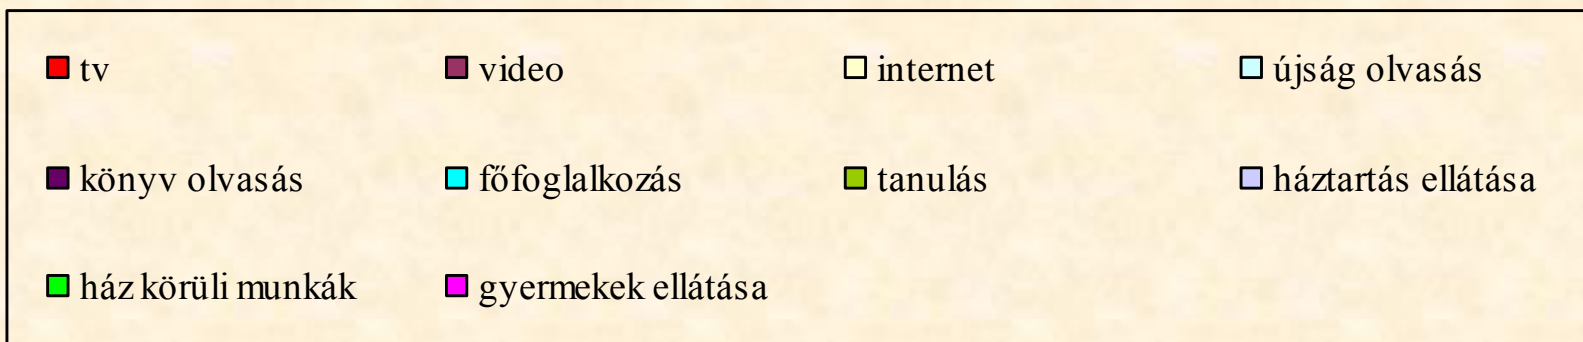 tv video internet újság olvasás
könyv olvasás főfoglalkozás tanulás háztartás ellátása
ház körüli munkák gyermekek ellátása